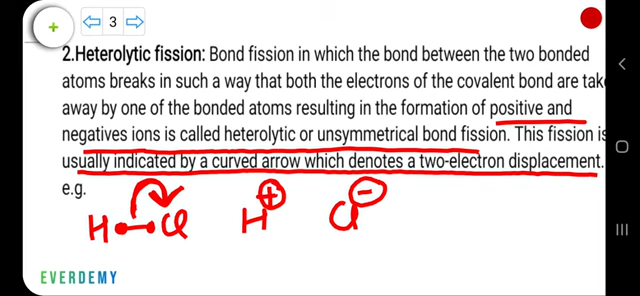 3
2.Heterolytic fission: Bond fission in which the bond between the two bonded
atoms breaks in such a way that both the electrons of the covalent bond are take
away by one of the bonded atoms resulting in the formation of positive and
negatives ions is called heterolytic or unsymmetrical bond fission. This fission is
usually indicated by a curved arrow which denotes a two-electron displacement.
e.g.
H Cl H + Cl −
EVERDEMY